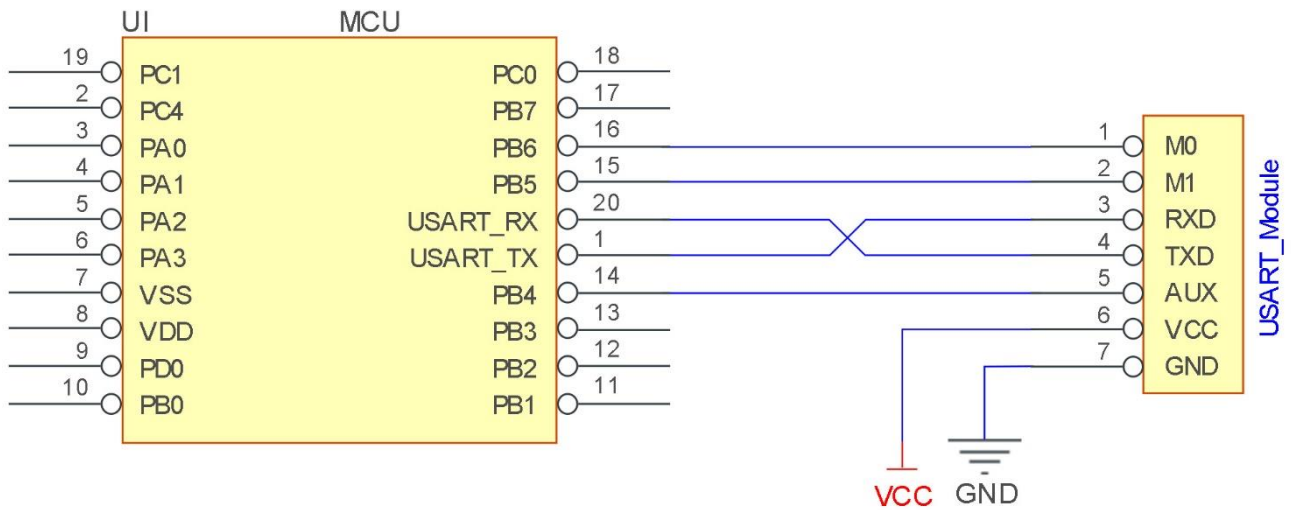 UI MCU
19 PC1 PC0 18
2 PC4 PB7 17
3 PA0 PB6 16 1 M0
4 PA1 PB5 15 2 M1
5 PA2 USART_RX 20 3 RXD
6 PA3 USART_TX 1 4 TXD
7 VSS PB4 14 5 AUX
8 VDD PB3 13 6 VCC
9 PD0 PB2 12 7 GND
10 PB0 PB1 11
USART_Module
VCC GND